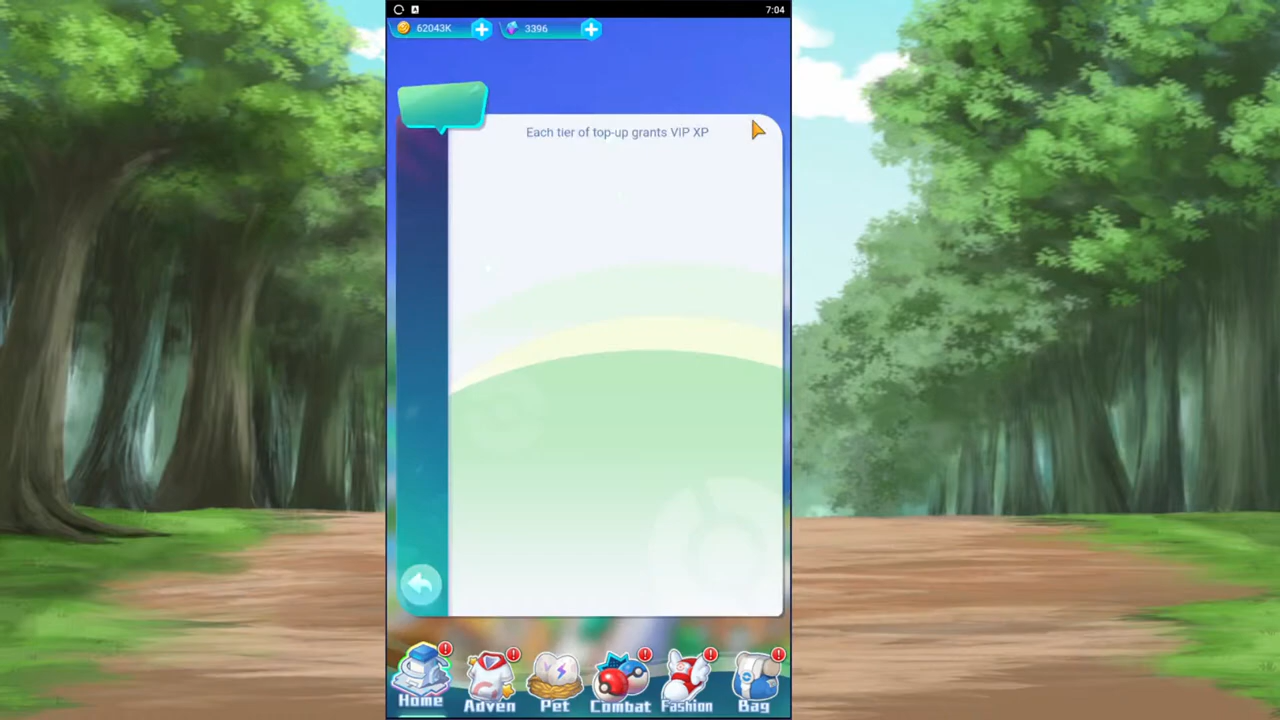 7:04
62043K
3396
Each tier of top-up grants VIP XP
Home
Adven
Pet
Combat
Fashion
Bag